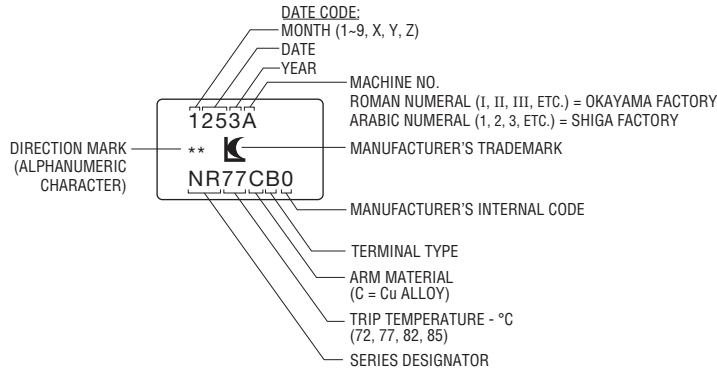 DATE CODE:
MONTH (1~9, X, Y, Z)
DATE
YEAR
MACHINE NO.
ROMAN NUMERAL (I, II, III, ETC.) = OKAYAMA FACTORY
ARABIC NUMERAL (1, 2, 3, ETC.) = SHIGA FACTORY
1253A
DIRECTION MARK
(ALPHANUMERIC
CHARACTER)
**
MANUFACTURER'S TRADEMARK
NR77CB0
MANUFACTURER'S INTERNAL CODE
TERMINAL TYPE
ARM MATERIAL
(C = Cu ALLOY)
TRIP TEMPERATURE - °C
(72, 77, 82, 85)
SERIES DESIGNATOR